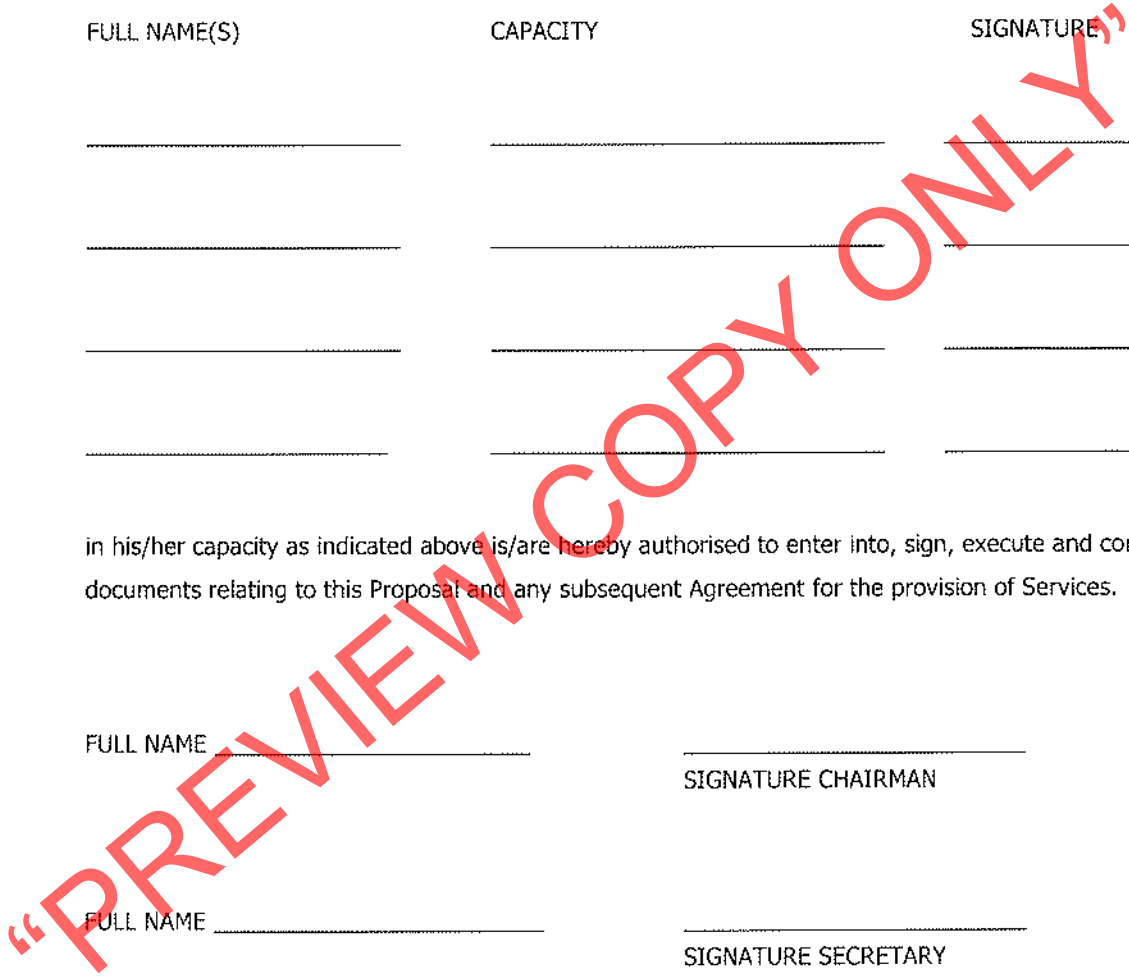 FULL NAME(S) CAPACITY SIGNATURE
in his/her capacity as indicated above is/are hereby authorised to enter into, sign, execute and
documents relating to this Proposal and any subsequent Agreement for the provision of Services.
FULL NAME
SIGNATURE CHAIRMAN
FULL NAME
SIGNATURE SECRETARY
“PREVIEW COPY ONLY”